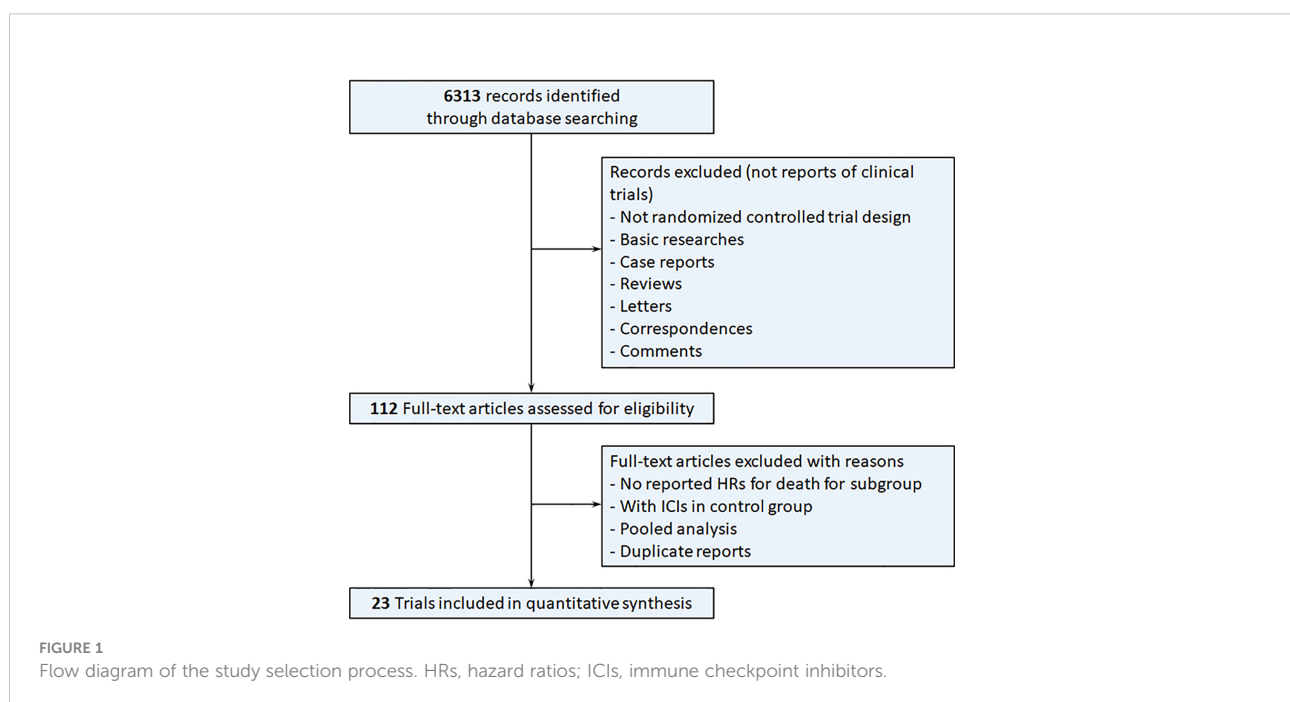 6313 records identified
through database searching
Records excluded (not reports of clinical
trials)
- Not randomized controlled trial design
- Basic researches
- Case reports
- Reviews
- Letters
- Correspondences
- Comments
112 Full-text articles assessed for eligibility
Full-text articles excluded with reasons
- No reported HRs for death for subgroup
- With ICIs in control group
- Pooled analysis
- Duplicate reports
23 Trials included in quantitative synthesis
FIGURE 1
Flow diagram of the study selection process. HRs, hazard ratios; ICIs, immune checkpoint inhibitors.